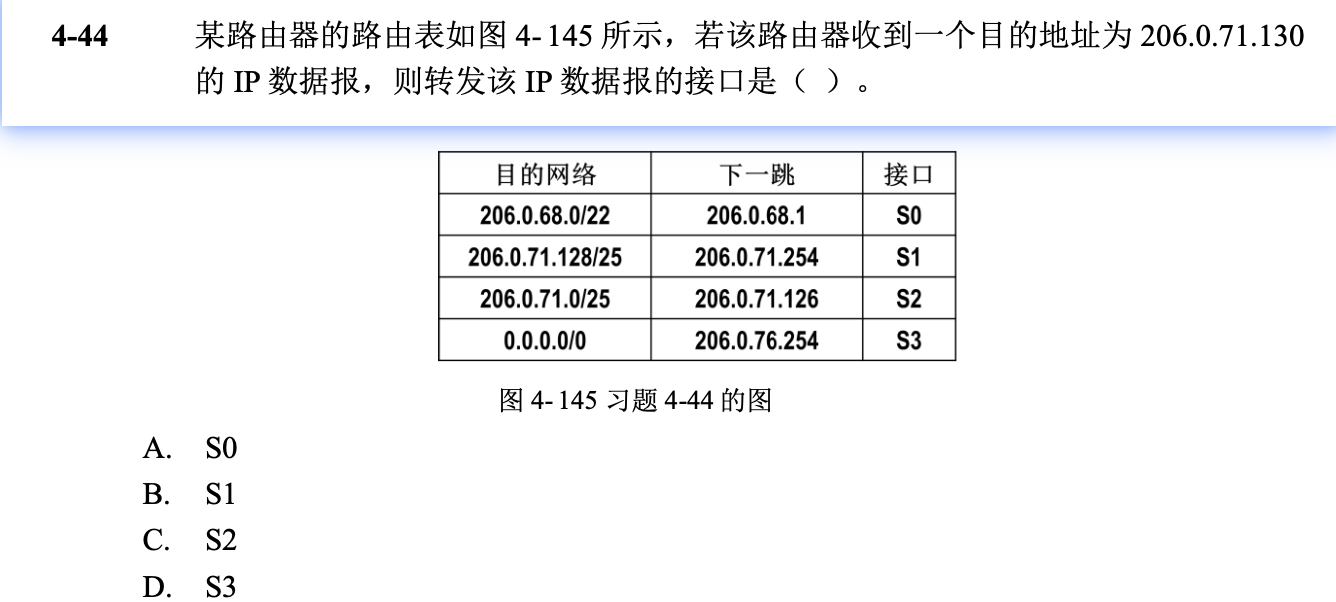 4-44 某路由器的路由表如图 4-145 所示，若该路由器收到一个目的地址为 206.0.71.130
的 IP 数据报，则转发该 IP 数据报的接口是（ ）。
目的网络 下一跳 接口
206.0.68.0/22 206.0.68.1 S0
206.0.71.128/25 206.0.71.254 S1
206.0.71.0/25 206.0.71.126 S2
0.0.0.0/0 206.0.76.254 S3
图 4-145 习题 4-44 的图
A. S0
B. S1
C. S2
D. S3